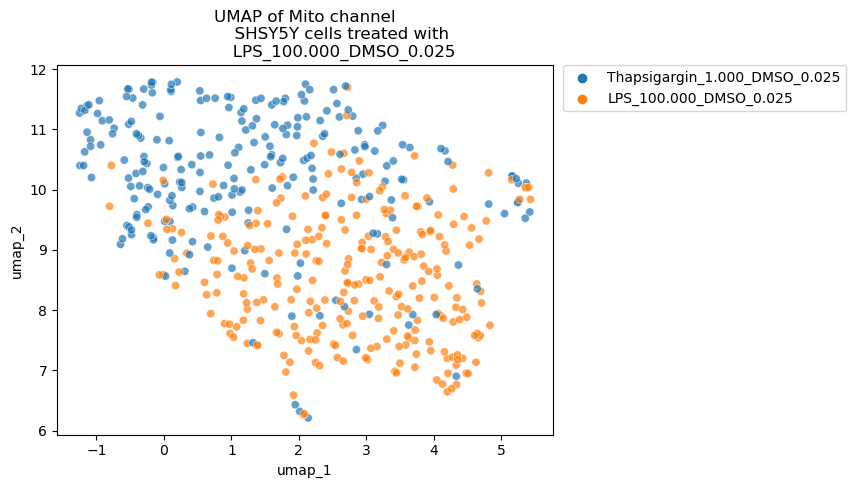 UMAP of Mito channel
SHSY5Y cells treated with
LPS_100.000_DMSO_0.025
Thapsigargin_1.000_DMSO_0.025
LPS_100.000_DMSO_0.025
umap_2
12
11
10
9
8
7
6
−1
0
1
2
3
4
5
umap_1